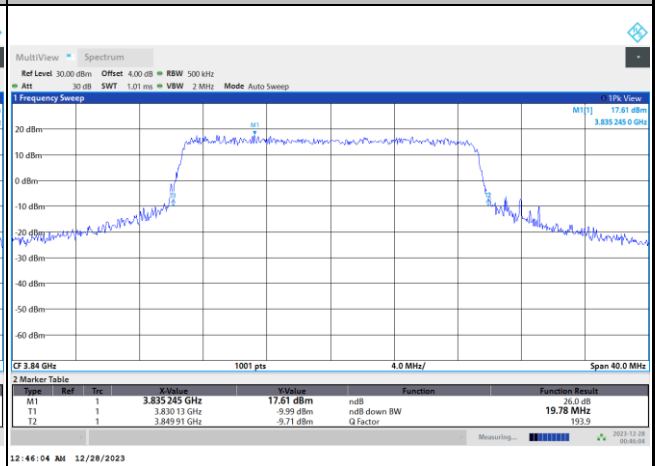 MultiView Spectrum
Ref Level 30.00 dBm Offset 4.00 dB RBW 500 kHz
Att 30 dB SWT 1.01 ms VBW 2 MHz Mode Auto Sweep
1 Frequency Sweep 1Pk View
M1[1] 17.61 dBm
3.835 245 0 GHz
M1
20 dBm
10 dBm
0 dBm
-10 dBm
-20 dBm
-30 dBm
-40 dBm
-50 dBm
-60 dBm
CF 3.84 GHz 1001 pts 4.0 MHz/ Span 40.0 MHz
2 Marker Table
Type Ref Trc X-Value Y-Value Function Function Result
M1 1 3.835 245 GHz 17.61 dBm ndB 26.0 dB
T1 1 3.830 13 GHz -9.99 dBm ndB down BW 19.78 MHz
T2 1 3.849 91 GHz -9.71 dBm Q Factor 193.9
Measuring... 2023-12-28
00:46:04
12:46:04 AM 12/28/2023